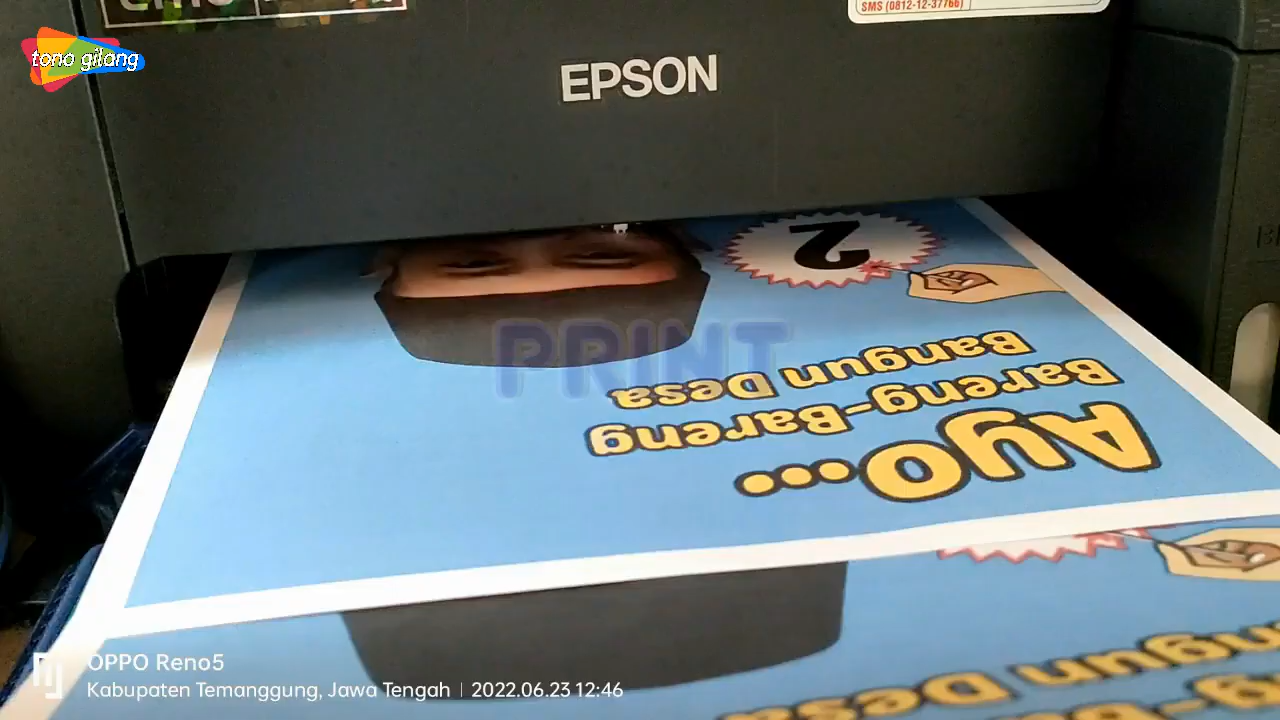 SMS (0812-12-37766)
tono gilang
EPSON
2
PRINT
Ayo...
Bareng-Bareng
Bangun Desa
OPPO Reno5
Kabupaten Temanggung, Jawa Tengah | 2022.06.23 12:46